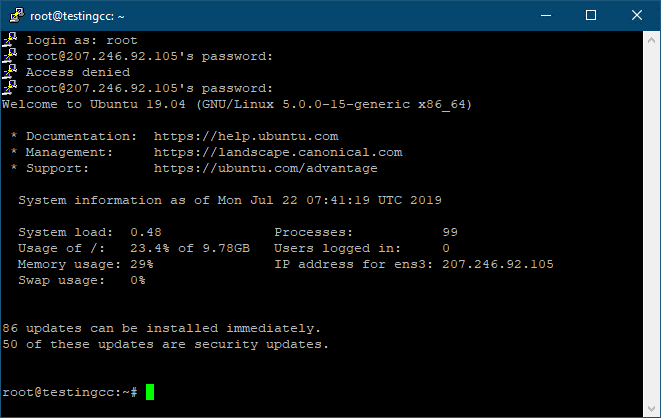 root@testingcc: ~
login as: root
root@207.246.92.105's password:
Access denied
root@207.246.92.105's password:
Welcome to Ubuntu 19.04 (GNU/Linux 5.0.0-15-generic x86_64)
* Documentation:  https://help.ubuntu.com
* Management:     https://landscape.canonical.com
* Support:        https://ubuntu.com/advantage
System information as of Mon Jul 22 07:41:19 UTC 2019
System load:  0.48              Processes:           99
Usage of /:   23.4% of 9.78GB   Users logged in:     0
Memory usage: 29%               IP address for ens3: 207.246.92.105
Swap usage:   0%
86 updates can be installed immediately.
50 of these updates are security updates.
root@testingcc:~#